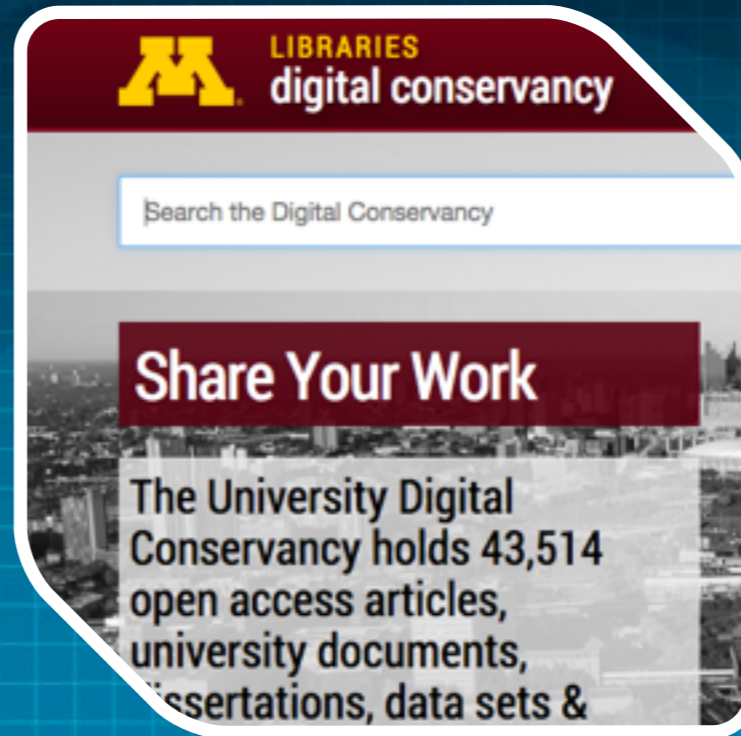 LIBRARIES
digital conservancy
Search the Digital Conservancy
Share Your Work
The University Digital
Conservancy holds 43,514
open access articles,
university documents,
dissertations, data sets &